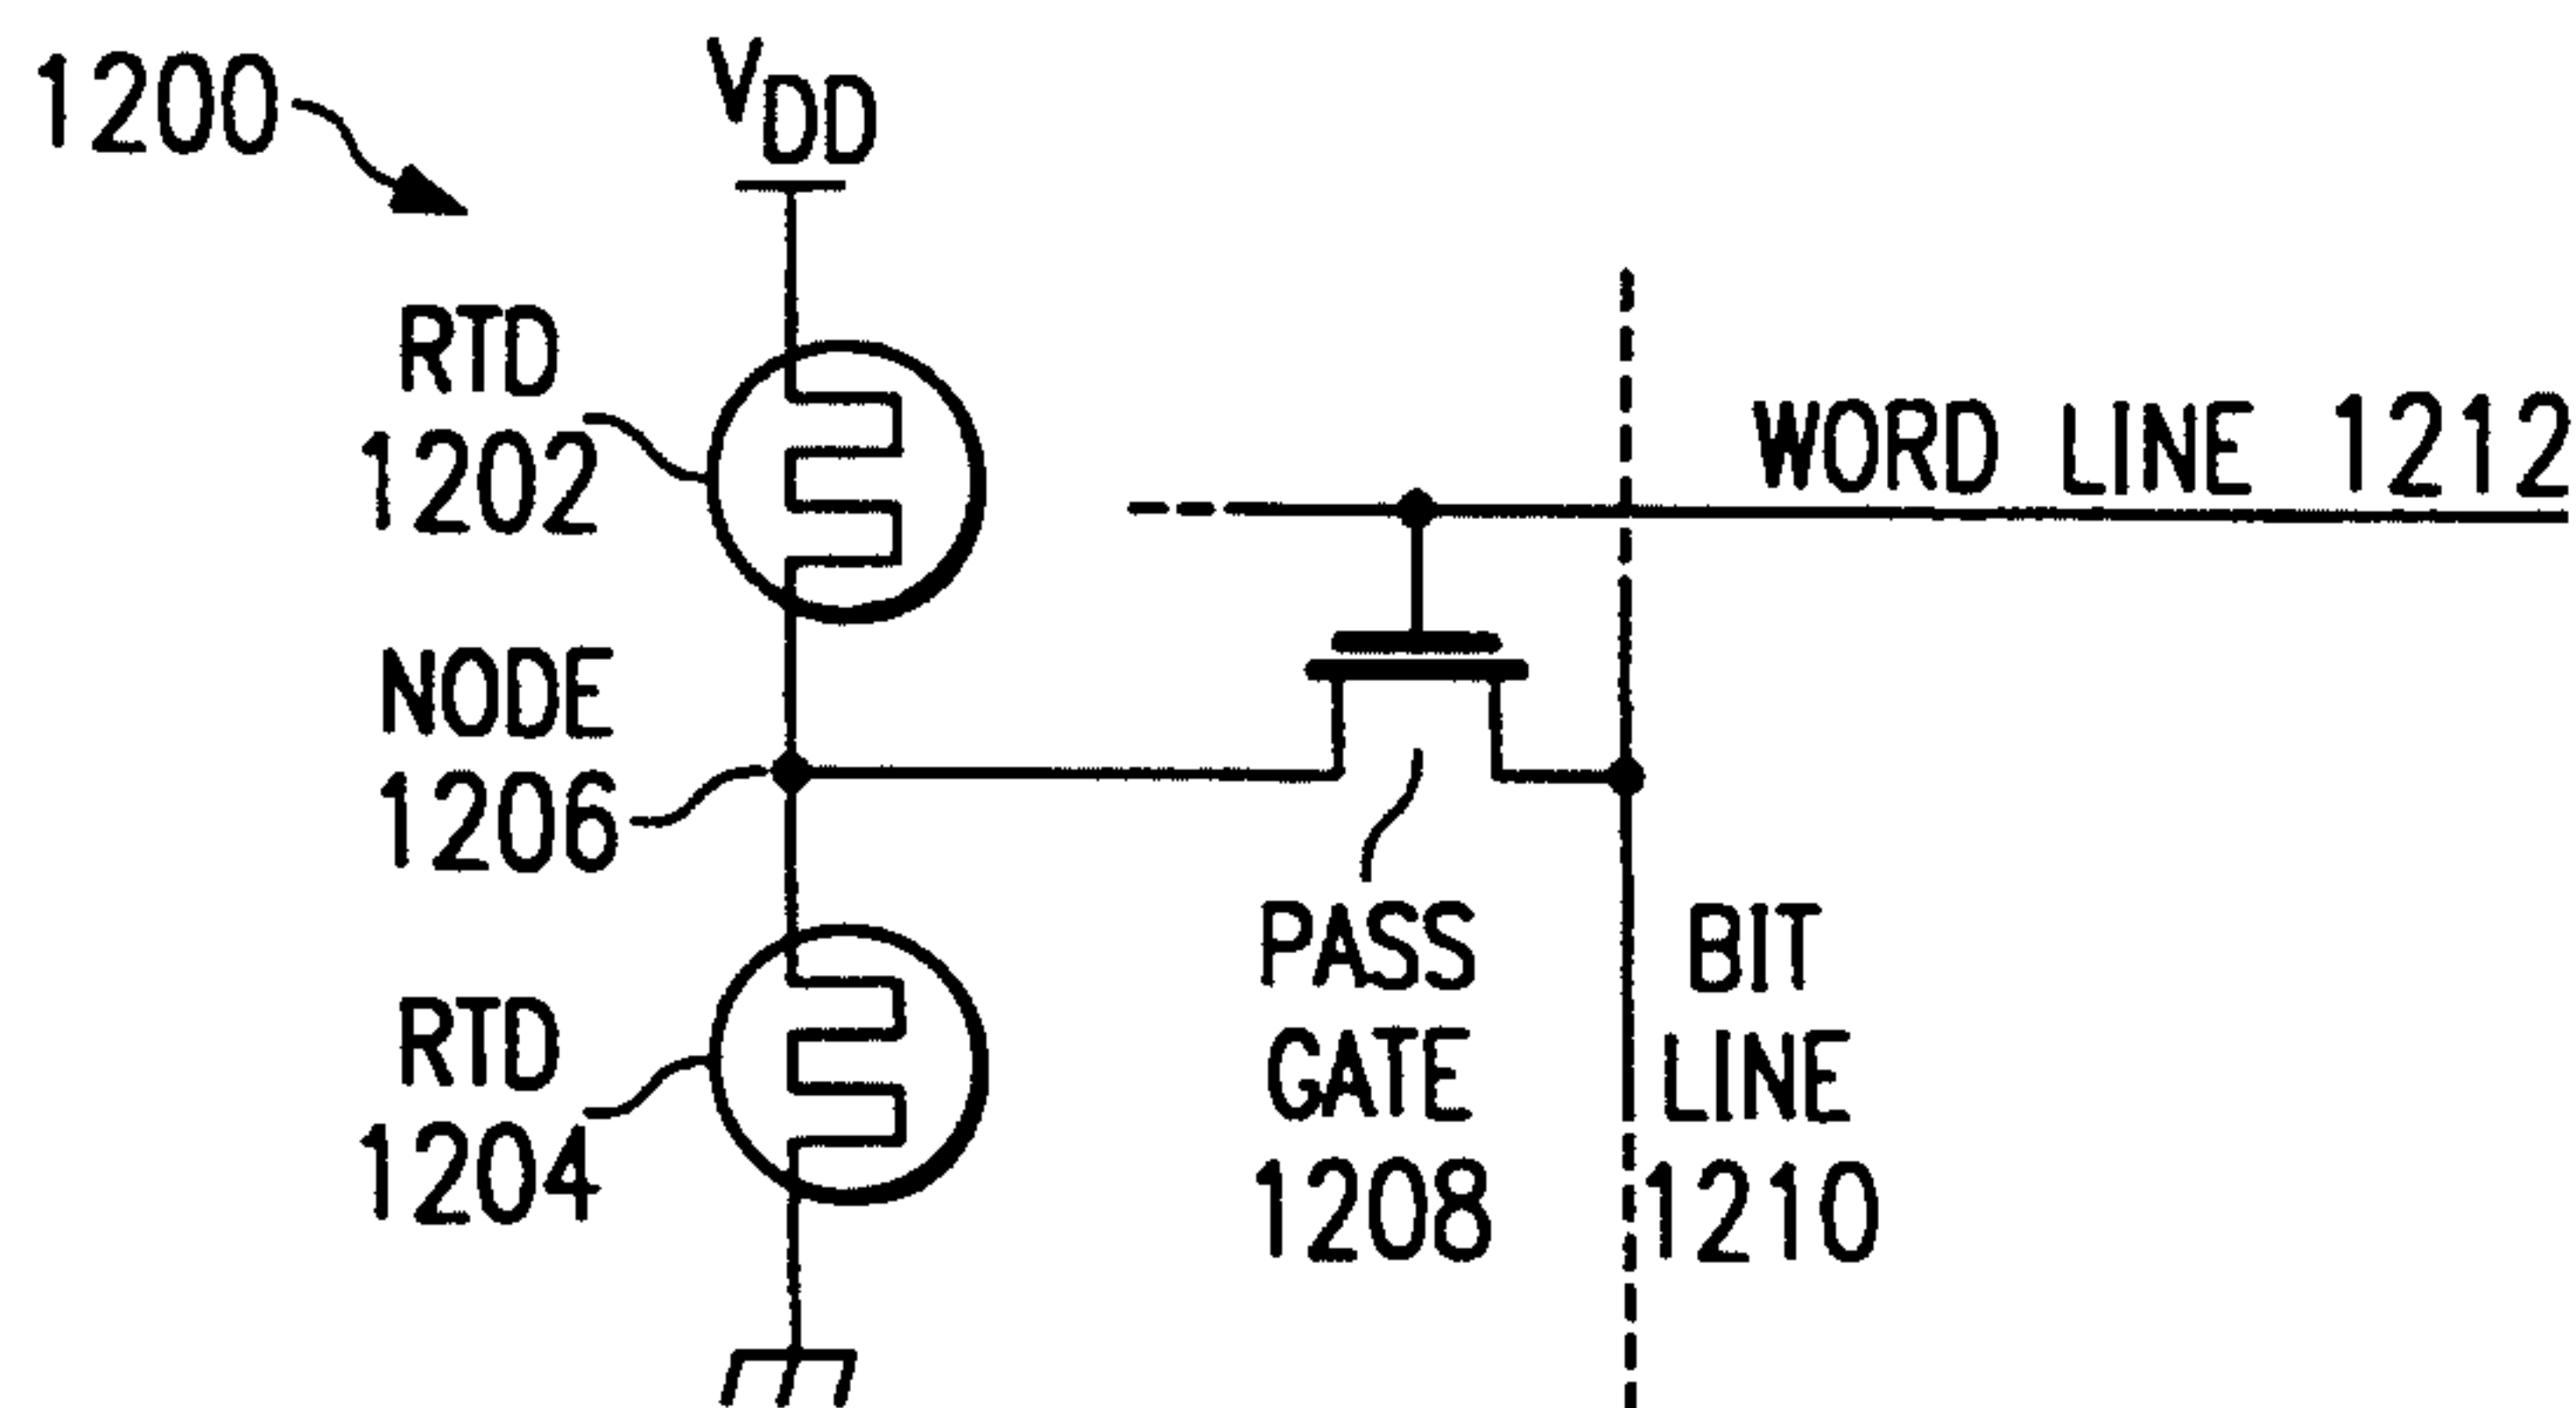 1200
VDD
RTD
1202
WORD LINE 1212
NODE
1206
RTD
1204
PASS
GATE
1208
BIT
LINE
1210